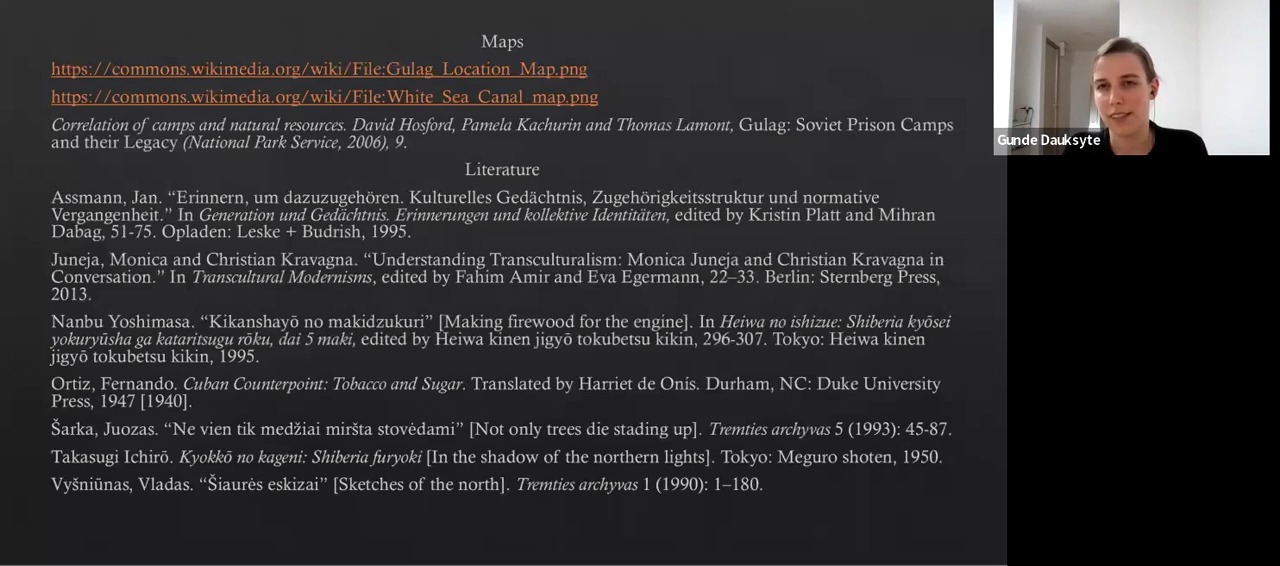 Maps
https://commons.wikimedia.org/wiki/File:Gulag_Location_Map.png
https://commons.wikimedia.org/wiki/File:White_Sea_Canal_map.png
Correlation of camps and natural resources. David Hosford, Pamela Kachurin and Thomas Lamont, Gulag: Soviet Prison Camps
and their Legacy (National Park Service, 2006), 9.
Literature
Assmann, Jan. “Erinnern, um dazuzugehören. Kulturelles Gedächtnis, Zugehörigkeitsstruktur und normative
Vergangenheit.” In Generation und Gedächtnis. Erinnerungen und kollektive Identitäten, edited by Kristin Platt and Mihran
Dabag, 51-75. Opladen: Leske + Budrish, 1995.
Juneja, Monica and Christian Kravagna. “Understanding Transculturalism: Monica Juneja and Christian Kravagna in
Conversation.” In Transcultural Modernisms, edited by Fahim Amir and Eva Egermann, 22–33. Berlin: Sternberg Press,
2013.
Nanbu Yoshimasa. “Kikanshayō no makidzukuri” [Making firewood for the engine]. In Heiwa no ishizue: Shiberia kyōsei
yokuryūsha ga kataritsugu rōku, dai 5 maki, edited by Heiwa kinen jigyō tokubetsu kikin, 296-307. Tokyo: Heiwa kinen
jigyō tokubetsu kikin, 1995.
Ortiz, Fernando. Cuban Counterpoint: Tobacco and Sugar. Translated by Harriet de Onís. Durham, NC: Duke University
Press, 1947 [1940].
Šarka, Juozas. “Ne vien tik medžiai miršta stovėdami” [Not only trees die stading up]. Tremties archyvas 5 (1993): 45-87.
Takasugi Ichirō. Kyokkō no kageni: Shiberia furyoki [In the shadow of the northern lights]. Tokyo: Meguro shoten, 1950.
Vyšniūnas, Vladas. “Šiaurės eskizai” [Sketches of the north]. Tremties archyvas 1 (1990): 1–180.
Gunde Dauksyte